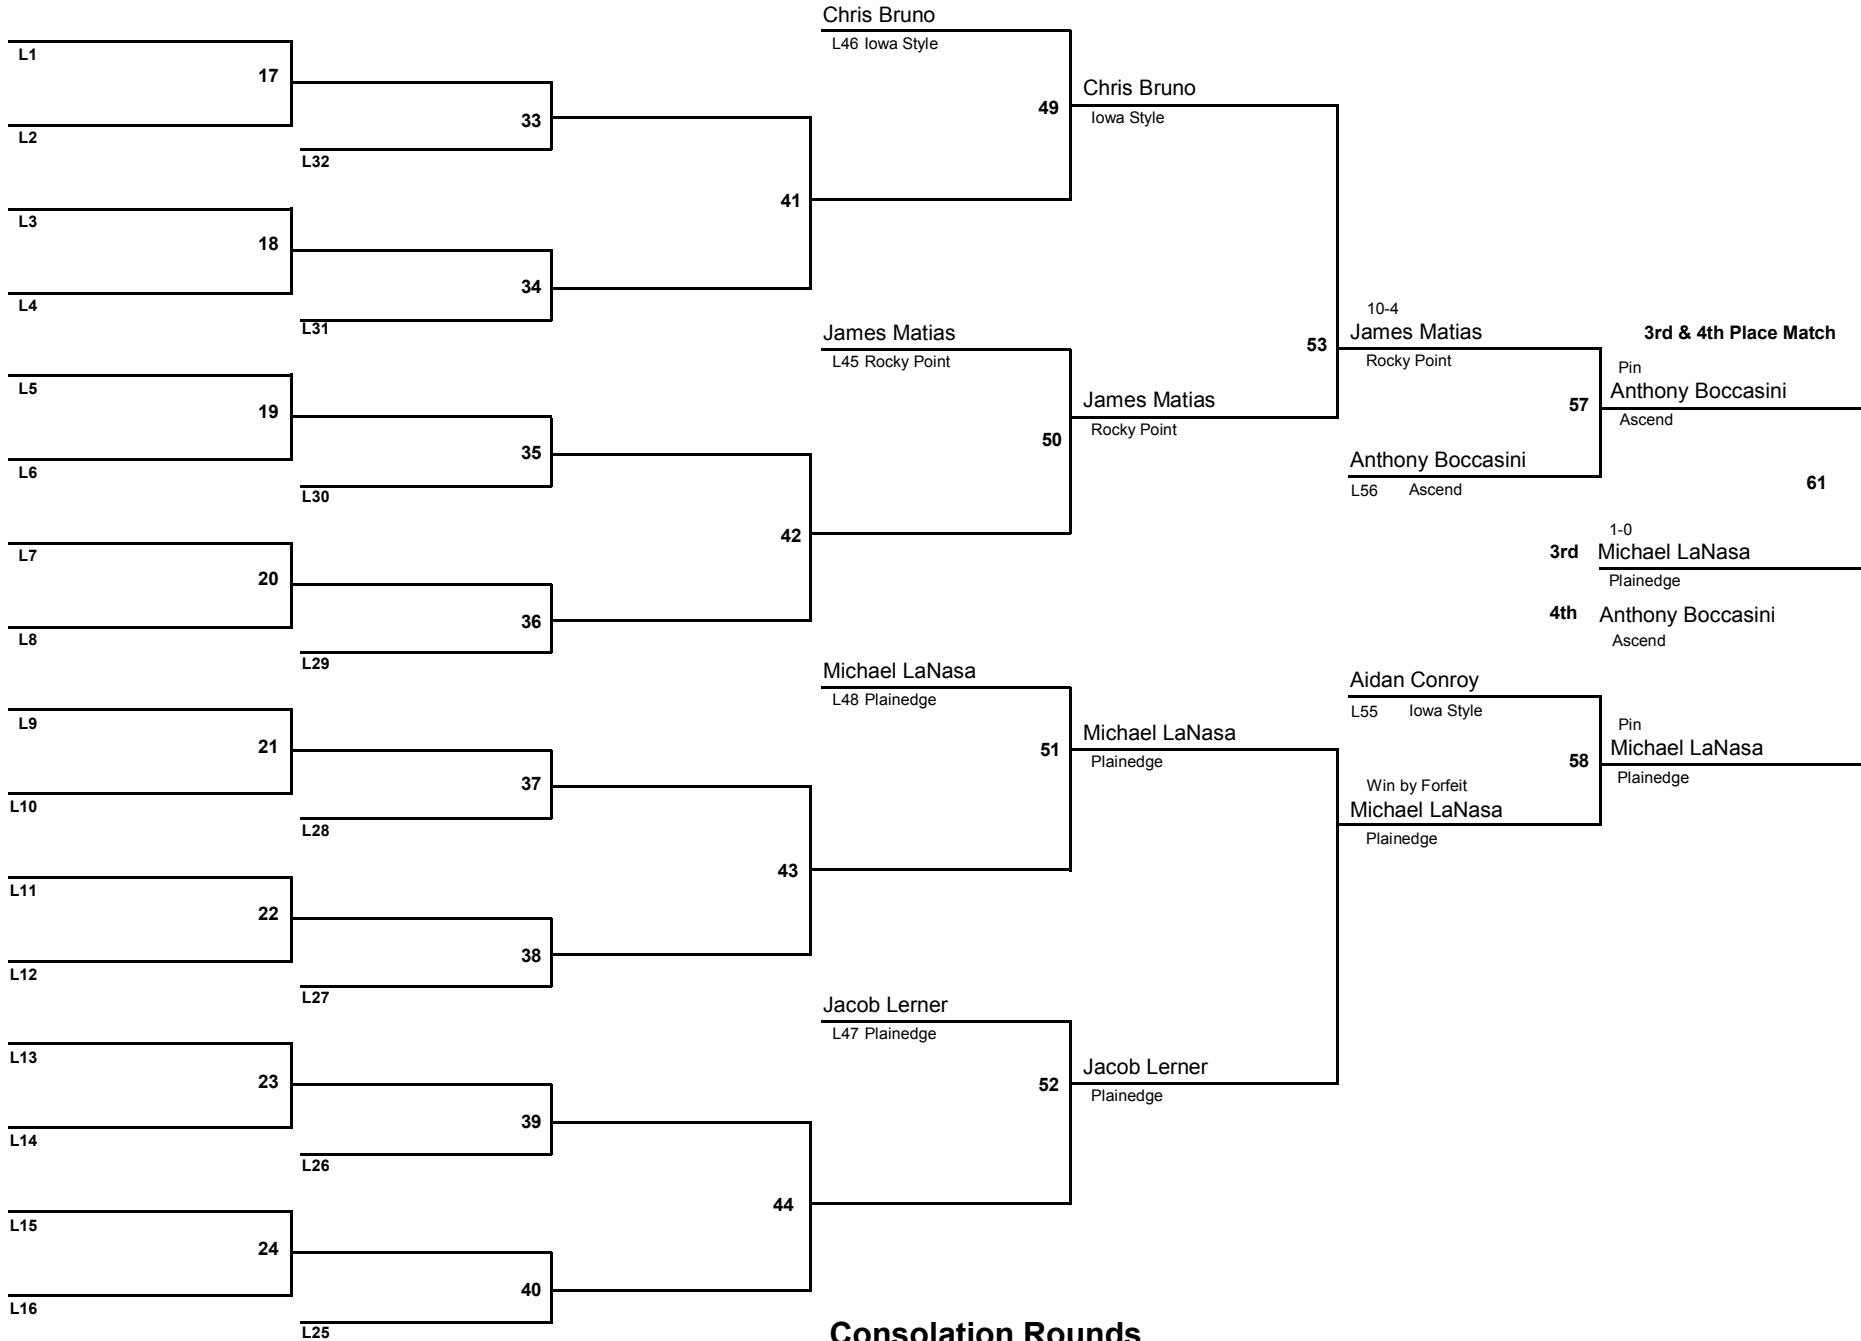 Chris Bruno
L46 Iowa Style
L1
17
L2
33
L32
L3
18
L4
34
L31
41
49
Chris Bruno
Iowa Style
L5
19
L6
35
L30
L7
20
L8
36
L29
42
James Matias
L45 Rocky Point
50
James Matias
Rocky Point
53
10-4
James Matias
Rocky Point
3rd & 4th Place Match
Pin
Anthony Boccasini
Ascend
57
Anthony Boccasini
L56 Ascend
61
1-0
3rd Michael LaNasa
Plainedge
4th Anthony Boccasini
Ascend
L9
21
L10
37
L28
L11
22
L12
38
L27
43
Michael LaNasa
L48 Plainedge
51
Michael LaNasa
Plainedge
Aidan Conroy
L55 Iowa Style
58
Pin
Michael LaNasa
Plainedge
Win by Forfeit
Michael LaNasa
Plainedge
L13
23
L14
39
L26
L15
24
L16
40
L25
44
Jacob Lerner
L47 Plainedge
52
Jacob Lerner
Plainedge
Consolation Rounds